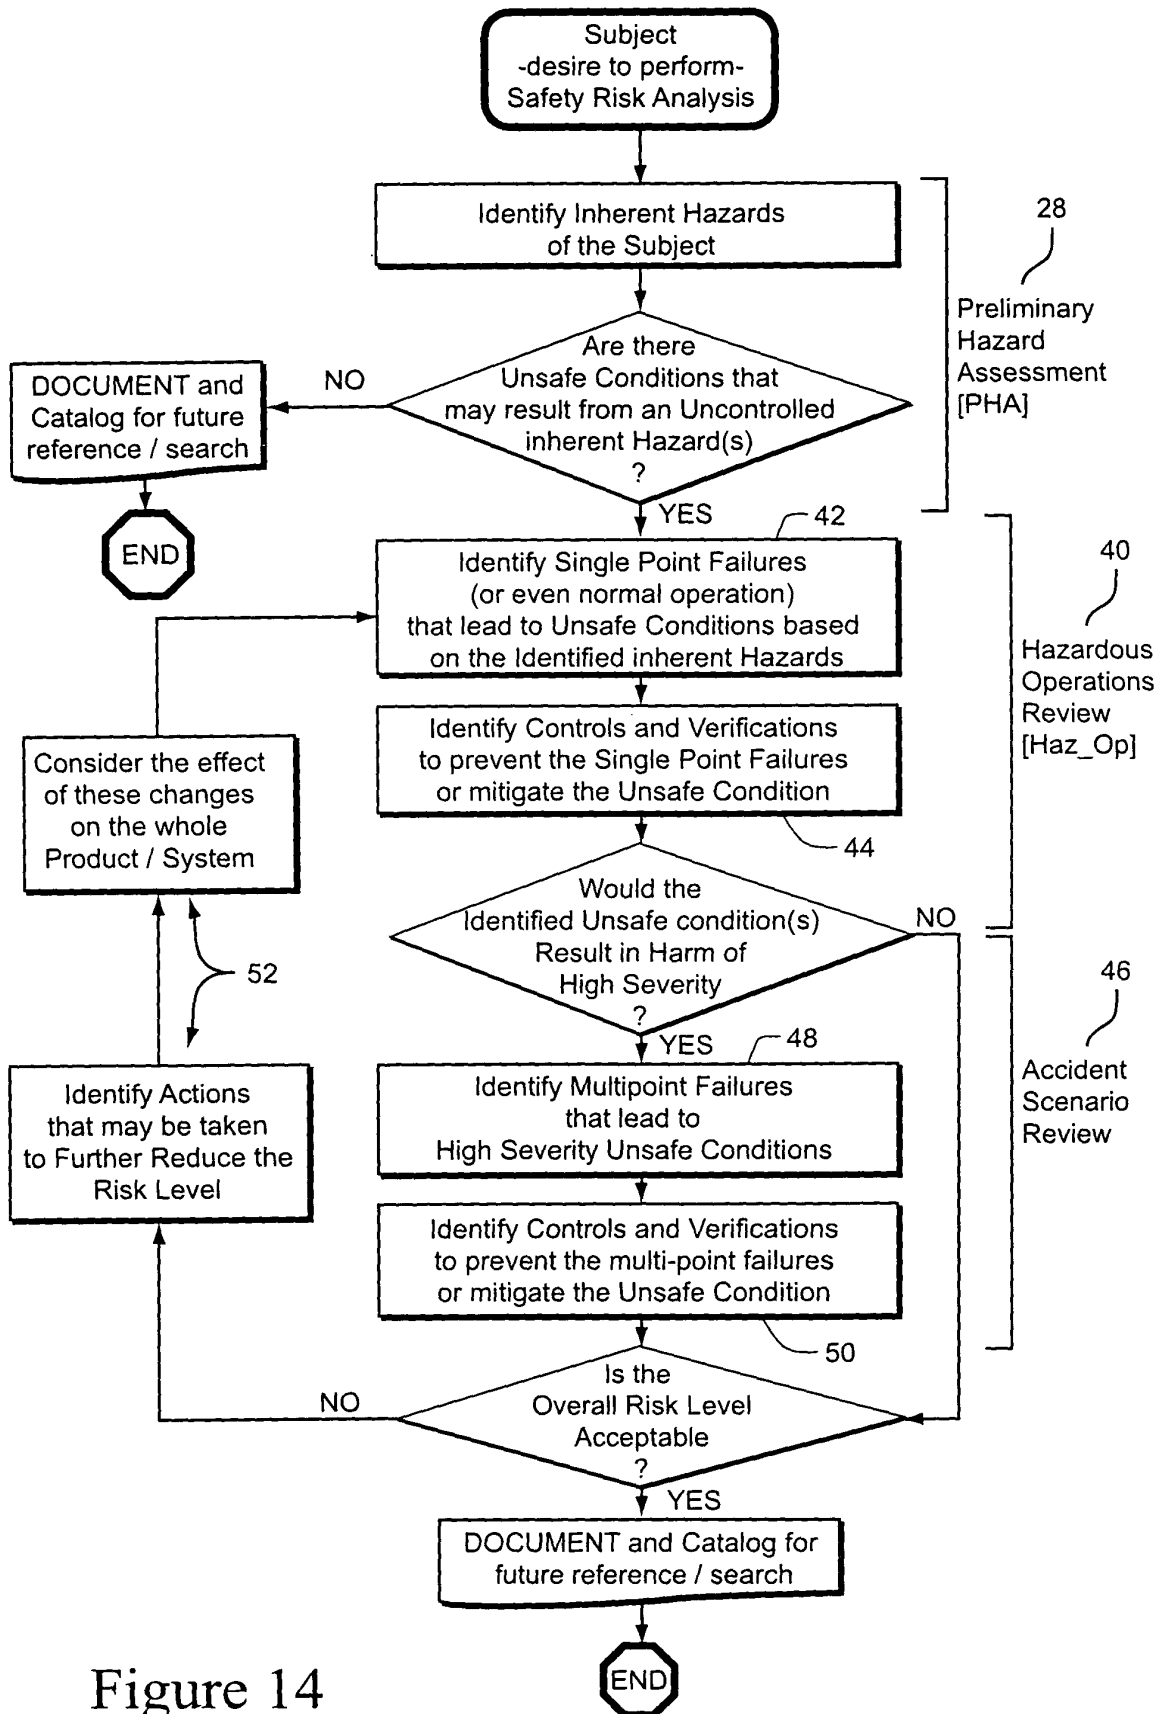 Subject
-desire to perform-
Safety Risk Analysis
Identify Inherent Hazards
of the Subject
28
Preliminary
Hazard
Assessment
[PHA]
Are there
Unsafe Conditions that
may result from an Uncontrolled
inherent Hazard(s)
?
NO
DOCUMENT and
Catalog for future
reference / search
END
YES
42
Identify Single Point Failures
(or even normal operation)
that lead to Unsafe Conditions based
on the Identified inherent Hazards
40
Hazardous
Operations
Review
[Haz_Op]
Identify Controls and Verifications
to prevent the Single Point Failures
or mitigate the Unsafe Condition
44
Consider the effect
of these changes
on the whole
Product / System
Would the
Identified Unsafe condition(s)
Result in Harm of
High Severity
?
NO
52
46
Accident
Scenario
Review
YES
48
Identify Multipoint Failures
that lead to
High Severity Unsafe Conditions
Identify Actions
that may be taken
to Further Reduce the
Risk Level
Identify Controls and Verifications
to prevent the multi-point failures
or mitigate the Unsafe Condition
50
Is the
Overall Risk Level
Acceptable
?
NO
YES
DOCUMENT and Catalog for
future reference / search
END
Figure 14